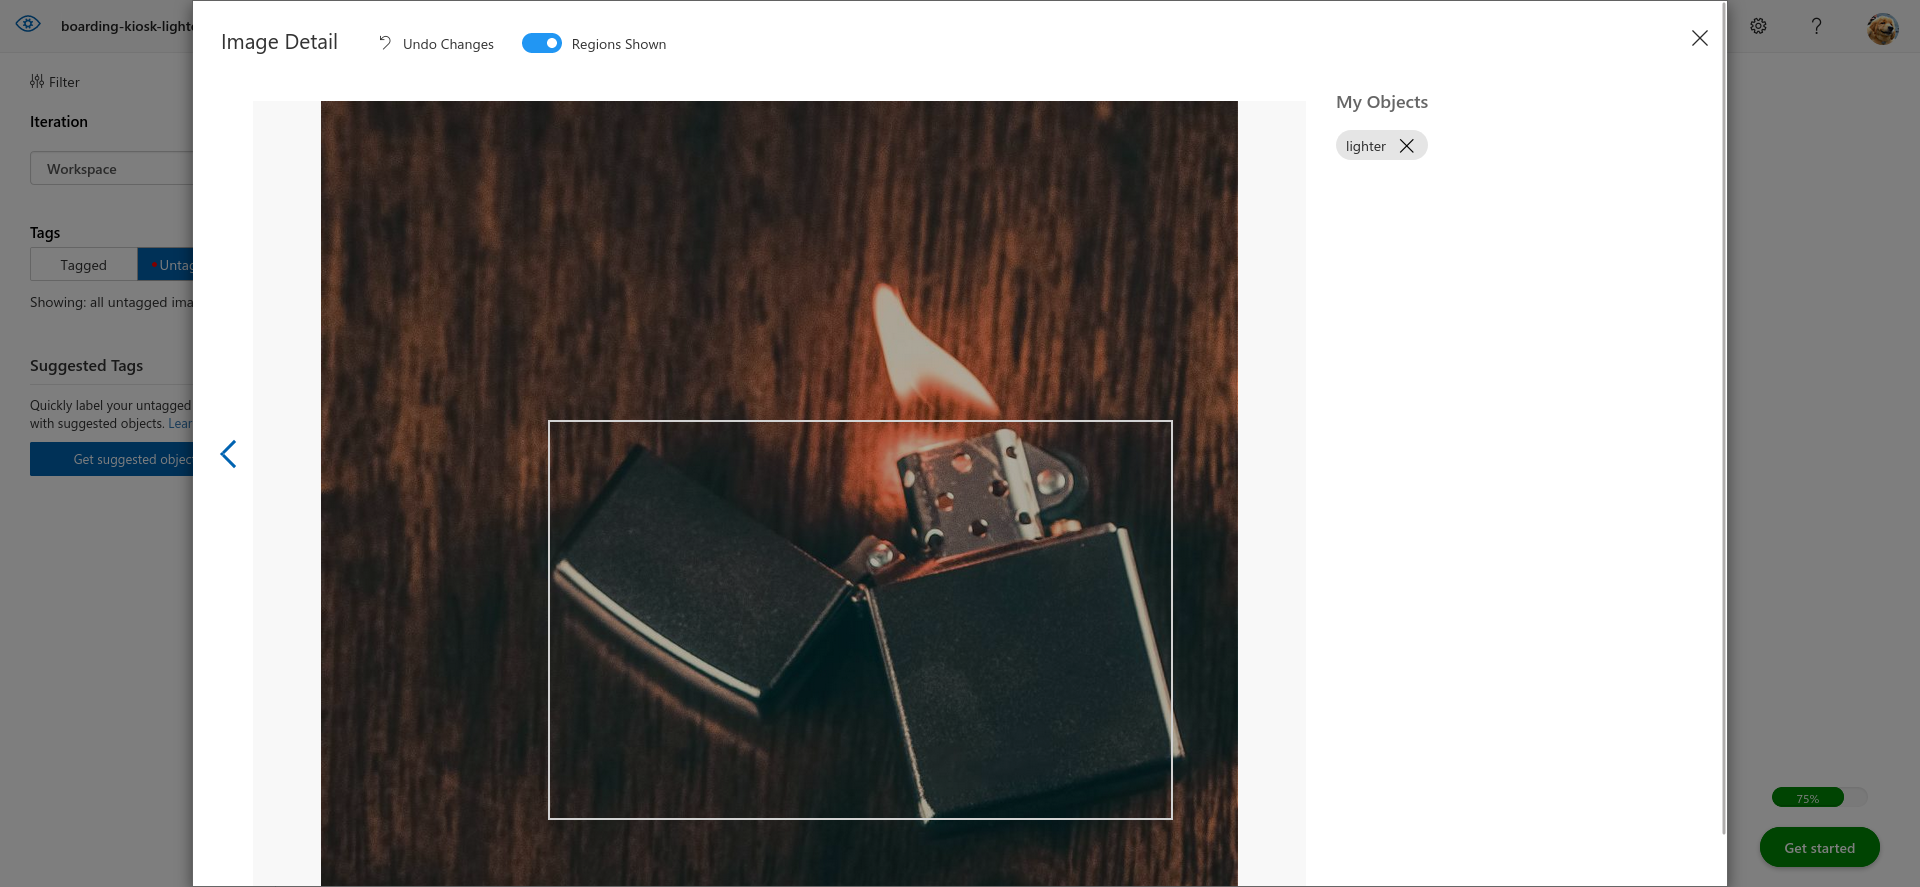 boarding-kiosk-light
Image Detail
Undo Changes
Regions Shown
Filter
Iteration
Workspace
Tags
Tagged
Untag
Showing: all untagged ima
Suggested Tags
Quickly label your untagged
with suggested objects. Lear
Get suggested objec
My Objects
lighter
?
75%
Get started